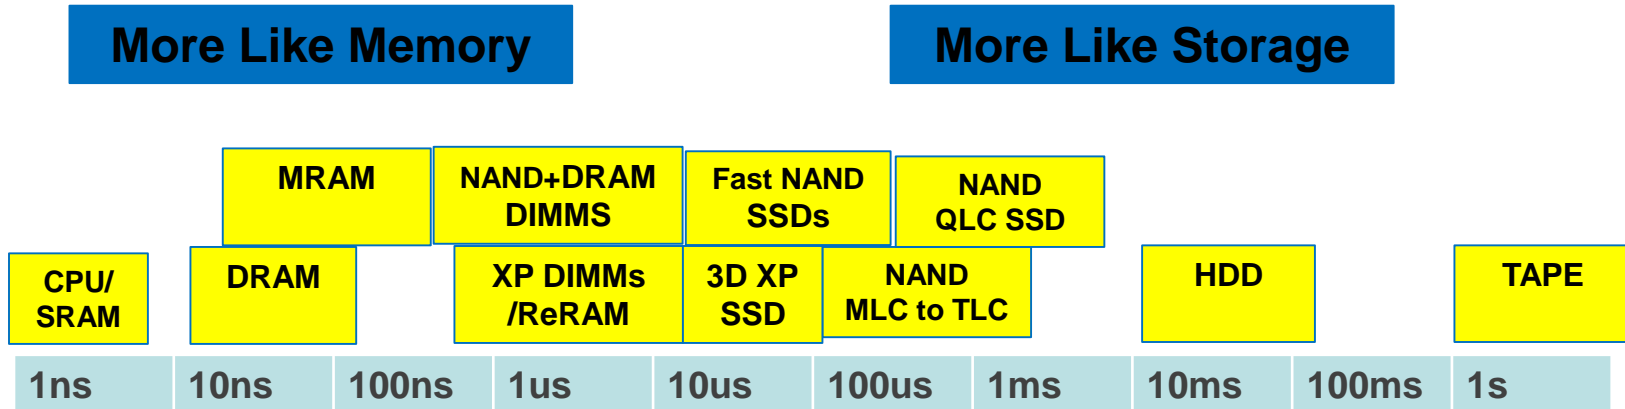 More Like Memory
More Like Storage
MRAM
NAND+DRAM
DIMMS
Fast NAND
SSDs
NAND
QLC SSD
CPU/
SRAM
DRAM
XP DIMMs
/ReRAM
3D XP
SSD
NAND
MLC to TLC
HDD
TAPE
1ns 10ns 100ns 1us 10us 100us 1ms 10ms 100ms 1s